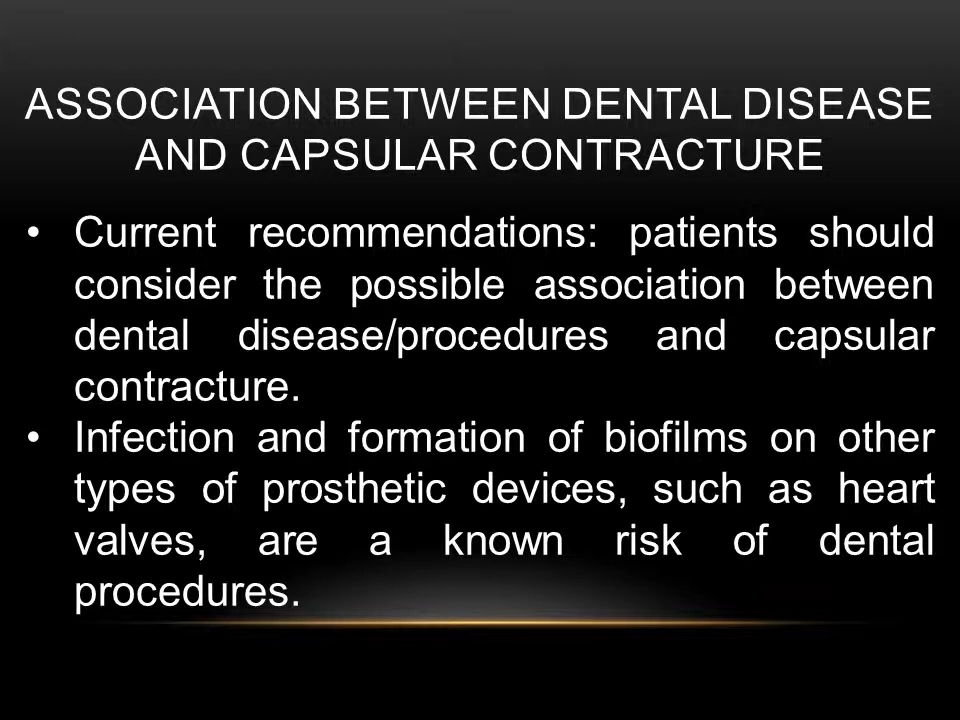 ASSOCIATION BETWEEN DENTAL DISEASE
AND CAPSULAR CONTRACTURE
• Current recommendations: patients should
consider the possible association between
dental disease/procedures and capsular
contracture.
• Infection and formation of biofilms on other
types of prosthetic devices, such as heart
valves, are a known risk of dental
procedures.